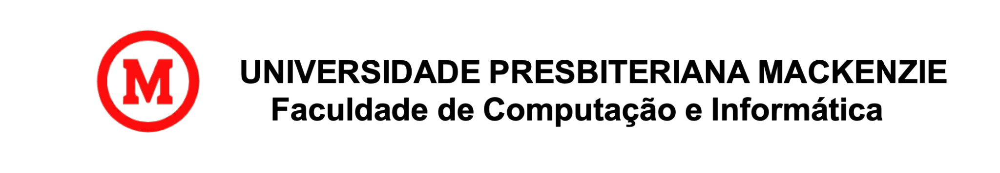 M
UNIVERSIDADE PRESBITERIANA MACKENZIE
Faculdade de Computação e Informática